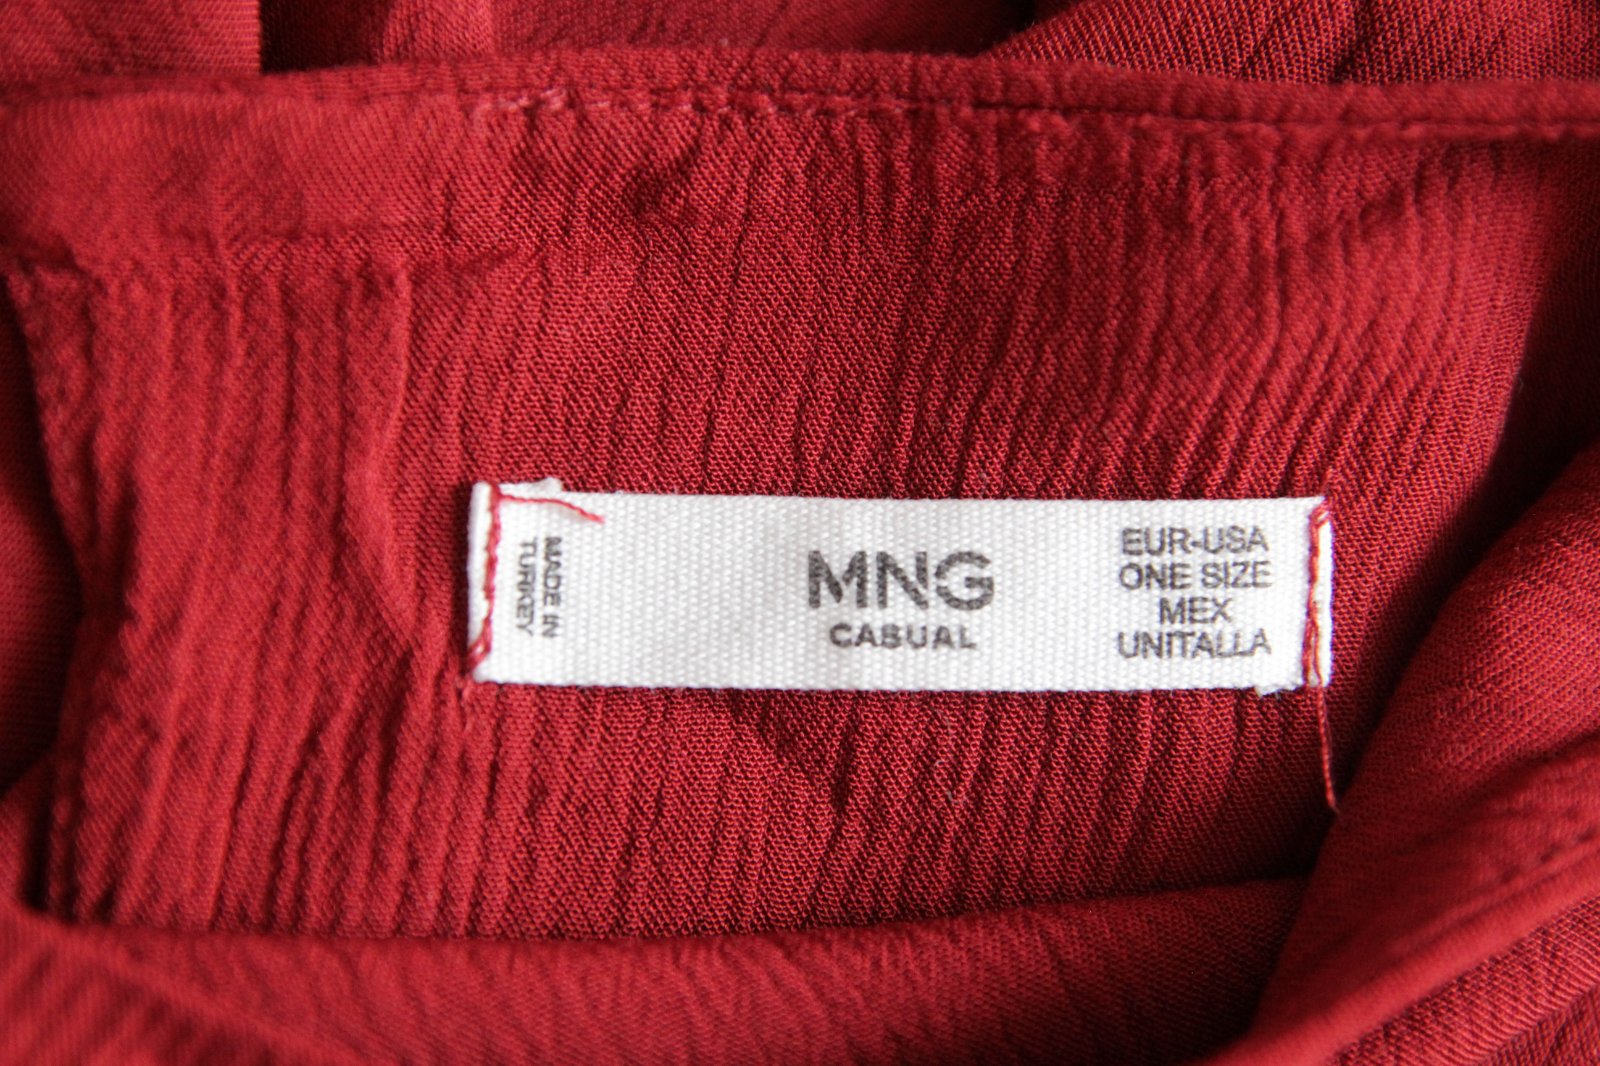 MADE IN
TURKEY
MNG
CASUAL
EUR-USA
ONE SIZE
MEX
UNITALLA